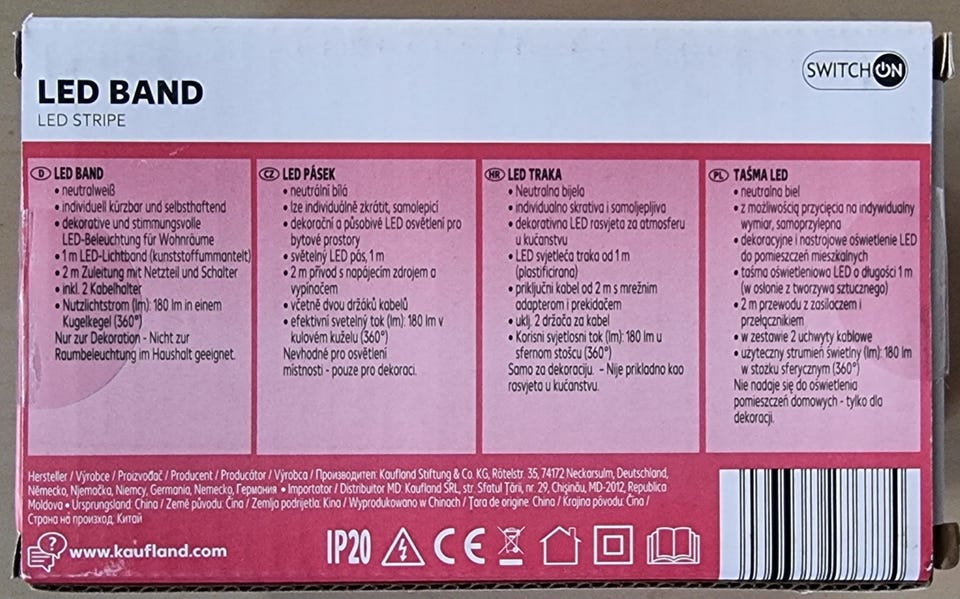 LED BAND
LED STRIPE
SWITCH ON
D LED BAND
• neutralweiß
• individuell kürzbar und selbsthaftend
• dekorative und stimmungsvolle
LED-Beleuchtung für Wohnräume
• 1 m LED-Lichtband (kunststoffummantelt)
• 2 m Zuleitung mit Netzteil und Schalter
• inkl. 2 Kabelhalter
• Nutzlichtstrom (lm): 180 lm in einem
Kugelkegel (360°)
Nur zur Dekoration - Nicht zur
Raumbeleuchtung im Haushalt geeignet.
CZ LED PÁSEK
• neutrální bílá
• lze individuálně zkrátit, samolepicí
• dekorační a působivé LED osvětlení pro
bytové prostory
• světelný LED pás, 1 m
• 2 m přívod s napájecím zdrojem a
vypínačem
• včetně dvou držáků kabelů
• efektivní svetelný tok (lm): 180 lm v
kulovém kuželu (360°)
Nevhodné pro osvětlení
místnosti - pouze pro dekoraci.
HR LED TRAKA
• Neutralna bijela
• individualno skrativa i samoljepljiva
• dekorativna LED rasvjeta za atmosferu
u kućanstvu
• LED svjetleća traka od 1 m
(plastificirana)
• priključni kabel od 2 m s mrežnim
adapterom i prekidačem
• uklj. 2 držača za kabel
• Korisni svjetlosni tok (lm): 180 lm u
sfernom stošcu (360°)
Samo za dekoraciju. - Nije prikladno kao
rasvjeta u kućanstvu.
PL TAŚMA LED
• neutralna biel
• z możliwością przycięcia na indywidualny
wymiar, samoprzylepna
• dekoracyjne i nastrojowe oświetlenie LED
do pomieszczeń mieszkalnych
• taśma oświetleniowa LED o długości 1 m
(w osłonie z tworzywa sztucznego)
• 2 m przewodu z zasilaczem i
przełącznikiem
• w zestawie 2 uchwyty kablowe
• użyteczny strumień świetlny (lm): 180 lm
w stożku sferycznym (360°)
Nie nadaje się do oświetlenia
pomieszczeń domowych - tylko dla
dekoracji.
Hersteller / Výrobce / Proizvođač / Producent / Producător / Výrobca / Производител: Kaufland Stiftung & Co. KG, Rötelstr. 35, 74172 Neckarsulm, Deutschland,
Německo, Njemačka, Niemcy, Germania, Nemecko, Германия • Importator / Distribuitor MD: Kaufland SRL, str. Sfatul Țării, nr. 29, Chișinău, MD-2012, Republica
Moldova • Ursprungsland: China / Země původu: Čína / Zemlja podrijetla: Kina / Wyprodukowano w Chinach / Țara de origine: China / Krajina pôvodu: Čína /
Страна на произход: Китай
www.kaufland.com
IP20
CE